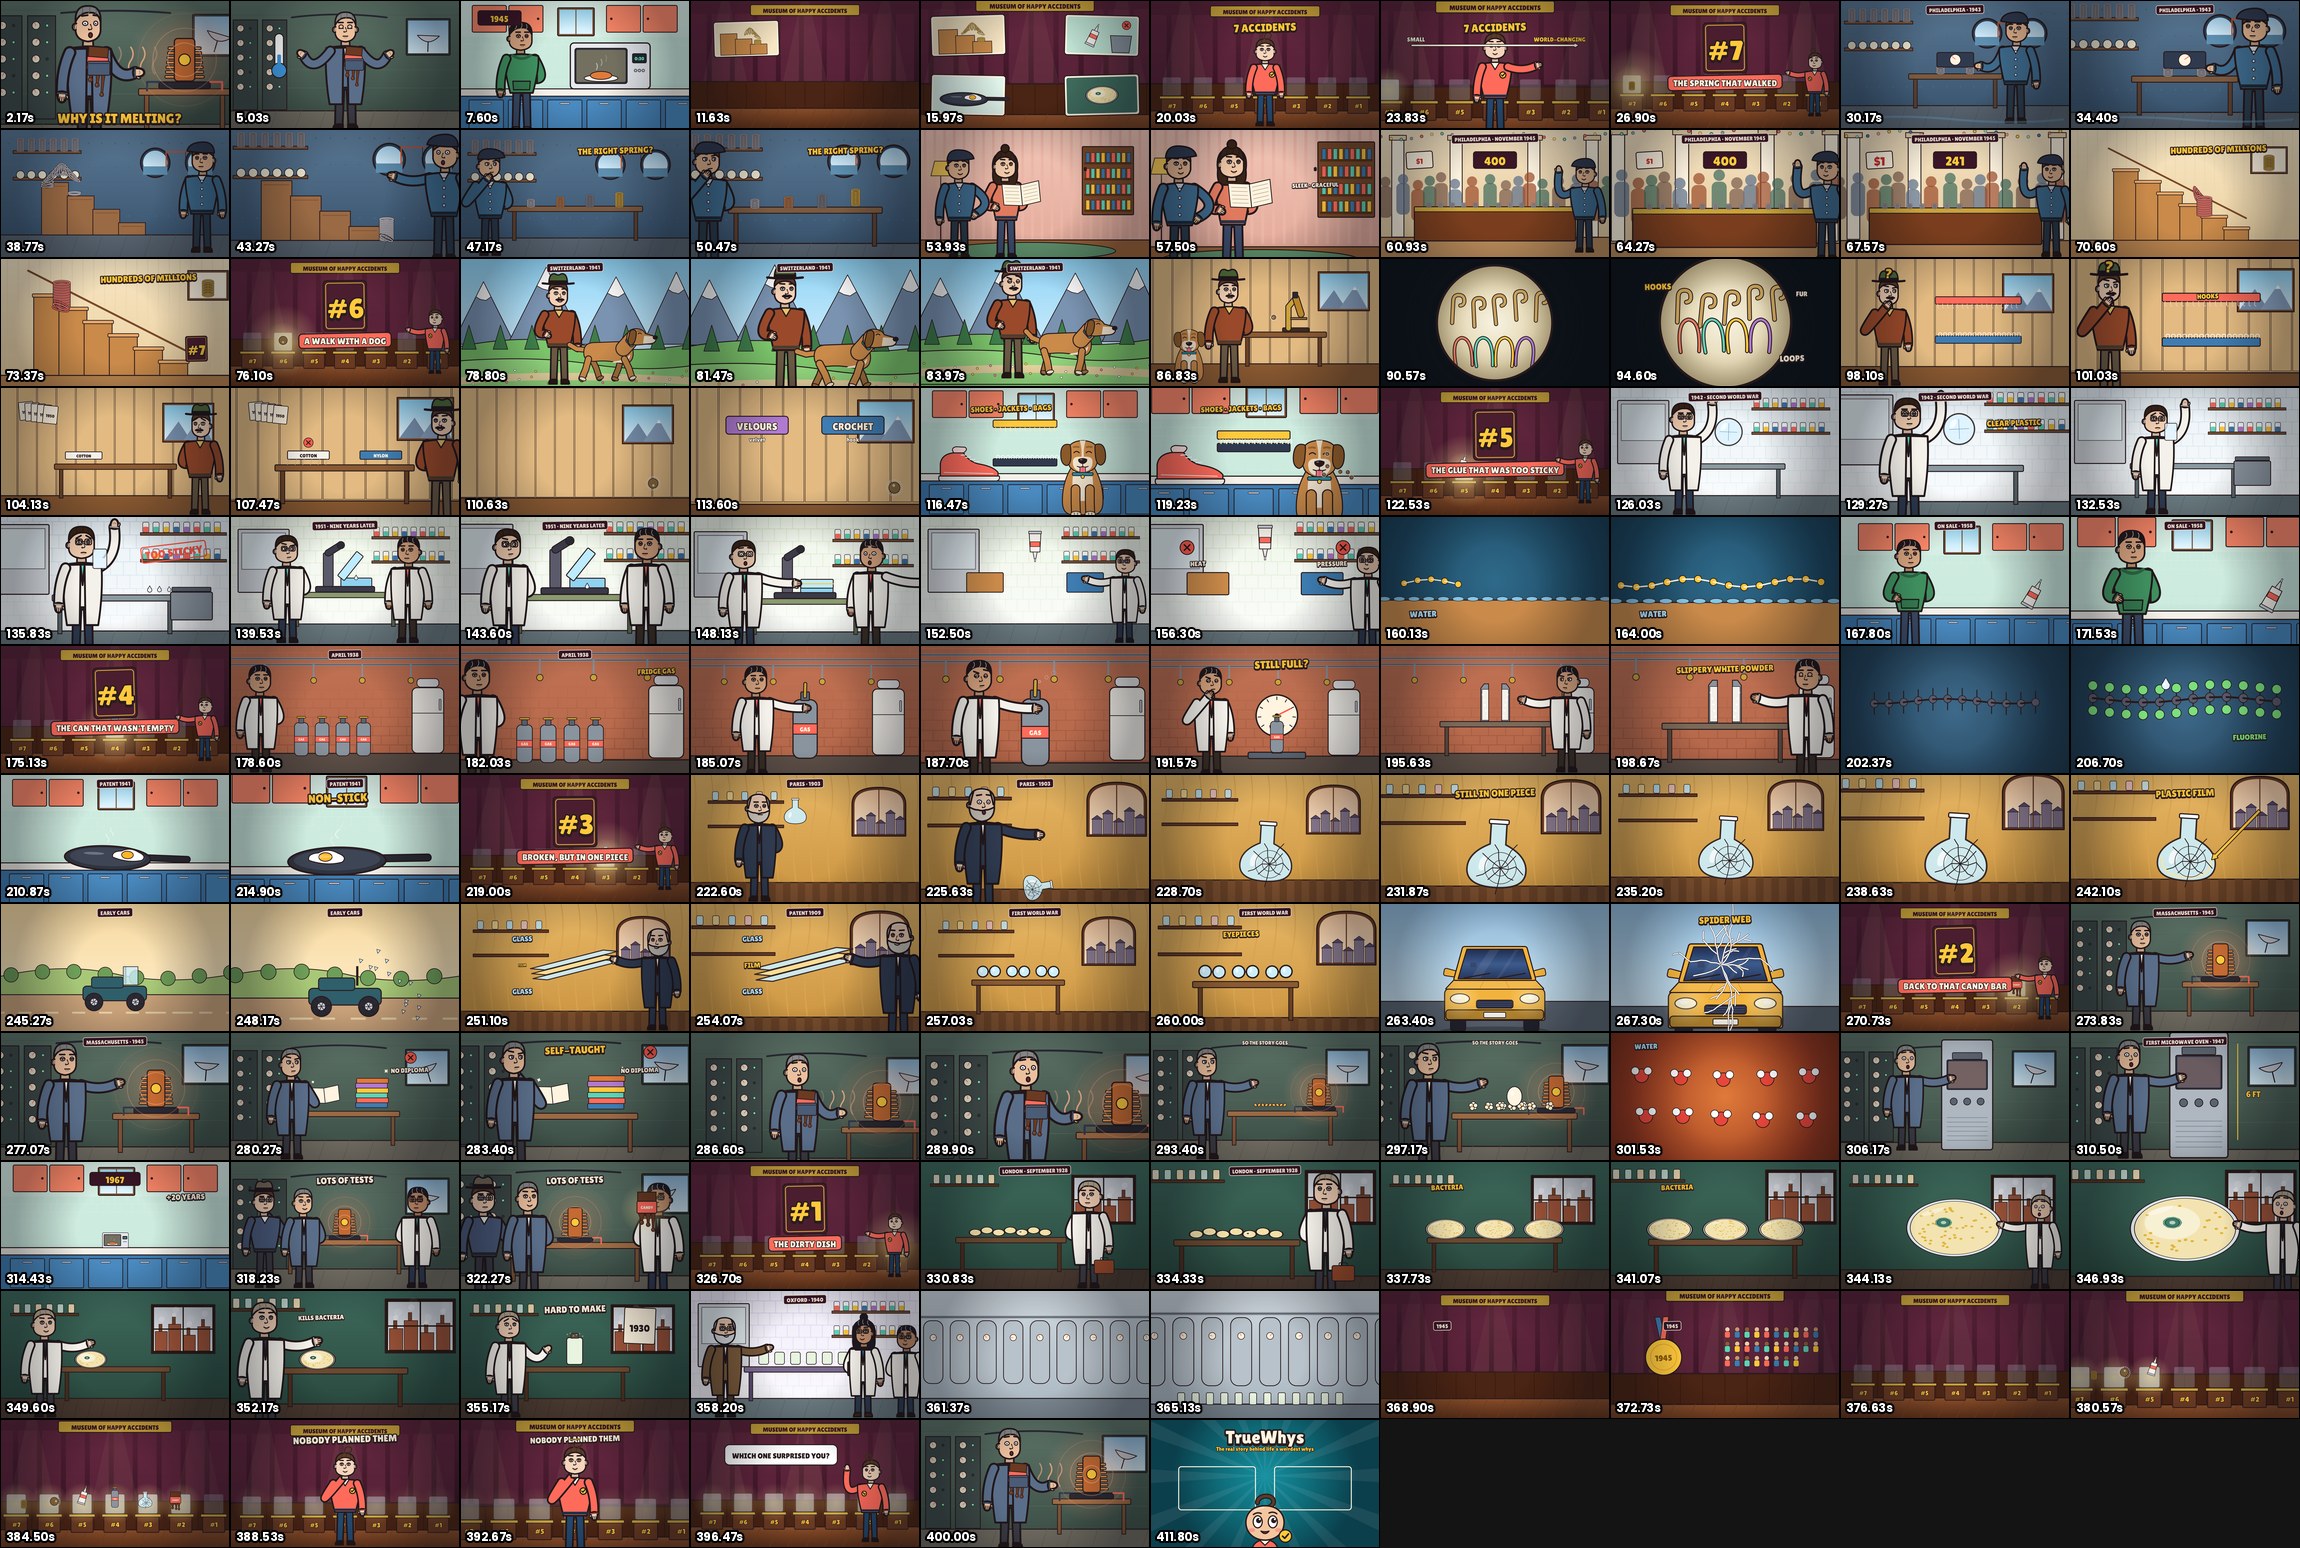 WHY IS IT MELTING?
2.17s
5.03s
1945
7.60s
MUSEUM OF HAPPY ACCIDENTS
11.63s
MUSEUM OF HAPPY ACCIDENTS
15.97s
MUSEUM OF HAPPY ACCIDENTS
7 ACCIDENTS
20.03s
MUSEUM OF HAPPY ACCIDENTS
7 ACCIDENTS
SMALL
WORLD-CHANGING
23.83s
MUSEUM OF HAPPY ACCIDENTS
#7
THE SPRING THAT WALKED
26.90s
PHILADELPHIA · 1943
30.17s
PHILADELPHIA · 1943
34.40s
38.77s
43.27s
THE RIGHT SPRING?
47.17s
THE RIGHT SPRING?
50.47s
53.93s
SLEEK · GRACEFUL
57.50s
PHILADELPHIA · NOVEMBER 1945
$1
400
60.93s
PHILADELPHIA · NOVEMBER 1945
$1
400
64.27s
PHILADELPHIA · NOVEMBER 1945
$1
241
67.57s
HUNDREDS OF MILLIONS
70.60s
HUNDREDS OF MILLIONS
#7
73.37s
MUSEUM OF HAPPY ACCIDENTS
#6
A WALK WITH A DOG
76.10s
SWITZERLAND · 1941
78.80s
SWITZERLAND · 1941
81.47s
SWITZERLAND · 1941
83.97s
86.83s
90.57s
HOOKS
FUR
LOOPS
94.60s
?
98.10s
?
HOOKS
101.03s
COTTON
104.13s
COTTON
NYLON
107.47s
110.63s
VELOURS
velvet
CROCHET
113.60s
SHOES · JACKETS · BAGS
116.47s
SHOES · JACKETS · BAGS
119.23s
MUSEUM OF HAPPY ACCIDENTS
#5
THE GLUE THAT WAS TOO STICKY
122.53s
1942 · SECOND WORLD WAR
126.03s
1942 · SECOND WORLD WAR
CLEAR PLASTIC
129.27s
132.53s
TOO STICKY
135.83s
1951 · NINE YEARS LATER
139.53s
1951 · NINE YEARS LATER
143.60s
148.13s
152.50s
HEAT
PRESSURE
156.30s
WATER
160.13s
WATER
164.00s
ON SALE · 1958
167.80s
ON SALE · 1958
171.53s
MUSEUM OF HAPPY ACCIDENTS
#4
THE CAN THAT WASN'T EMPTY
175.13s
APRIL 1938
178.60s
APRIL 1938
FRIDGE GAS
182.03s
GAS
185.07s
GAS
187.70s
STILL FULL?
191.57s
195.63s
SLIPPERY WHITE POWDER
198.67s
202.37s
FLUORINE
206.70s
PATENT 1941
210.87s
PATENT 1941
NON-STICK
214.90s
MUSEUM OF HAPPY ACCIDENTS
#3
BROKEN, BUT IN ONE PIECE
219.00s
PARIS · 1903
222.60s
PARIS · 1903
225.63s
228.70s
STILL IN ONE PIECE
231.87s
235.20s
238.63s
PLASTIC FILM
242.10s
EARLY CARS
245.27s
EARLY CARS
248.17s
GLASS
GLASS
251.10s
PATENT 1909
GLASS
FILM
GLASS
254.07s
FIRST WORLD WAR
257.03s
FIRST WORLD WAR
EYEPIECES
260.00s
263.40s
SPIDER WEB
267.30s
MUSEUM OF HAPPY ACCIDENTS
#2
BACK TO THAT CANDY BAR
270.73s
MASSACHUSETTS · 1945
273.83s
MASSACHUSETTS · 1945
277.07s
NO DIPLOMA
280.27s
SELF-TAUGHT
NO DIPLOMA
283.40s
286.60s
289.90s
SO THE STORY GOES
293.40s
SO THE STORY GOES
297.17s
WATER
301.53s
306.17s
FIRST MICROWAVE OVEN · 1947
6 FT
310.50s
1967
+20 YEARS
314.43s
LOTS OF TESTS
318.23s
LOTS OF TESTS
CANDY
322.27s
MUSEUM OF HAPPY ACCIDENTS
#1
THE DIRTY DISH
326.70s
LONDON · SEPTEMBER 1928
330.83s
LONDON · SEPTEMBER 1928
334.33s
BACTERIA
337.73s
BACTERIA
341.07s
344.13s
346.93s
349.60s
KILLS BACTERIA
352.17s
HARD TO MAKE
1930
355.17s
OXFORD · 1940
358.20s
361.37s
365.13s
MUSEUM OF HAPPY ACCIDENTS
1945
368.90s
MUSEUM OF HAPPY ACCIDENTS
1945
1945
372.73s
MUSEUM OF HAPPY ACCIDENTS
376.63s
MUSEUM OF HAPPY ACCIDENTS
380.57s
MUSEUM OF HAPPY ACCIDENTS
384.50s
MUSEUM OF HAPPY ACCIDENTS
NOBODY PLANNED THEM
388.53s
MUSEUM OF HAPPY ACCIDENTS
NOBODY PLANNED THEM
392.67s
MUSEUM OF HAPPY ACCIDENTS
WHICH ONE SURPRISED YOU?
396.47s
400.00s
TrueWhys
The real story behind life's weirdest whys
411.80s